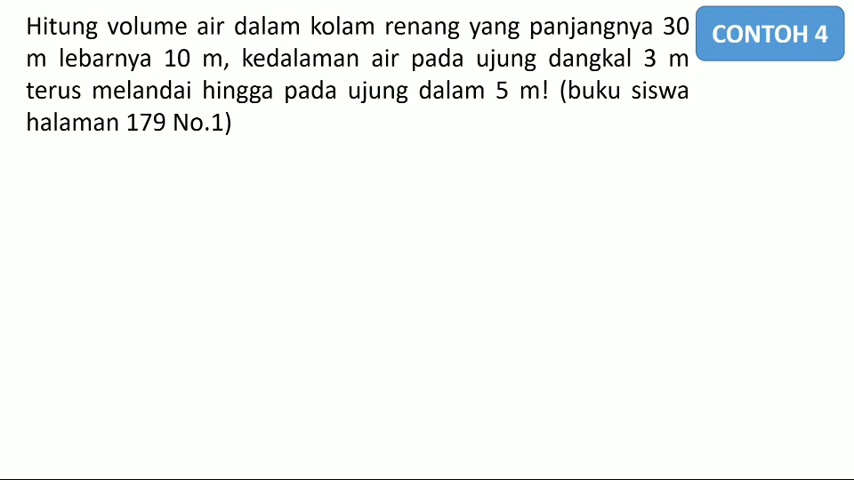 Hitung volume air dalam kolam renang yang panjangnya 30
m lebarnya 10 m, kedalaman air pada ujung dangkal 3 m
terus melandai hingga pada ujung dalam 5 m! (buku siswa
halaman 179 No.1)
CONTOH 4